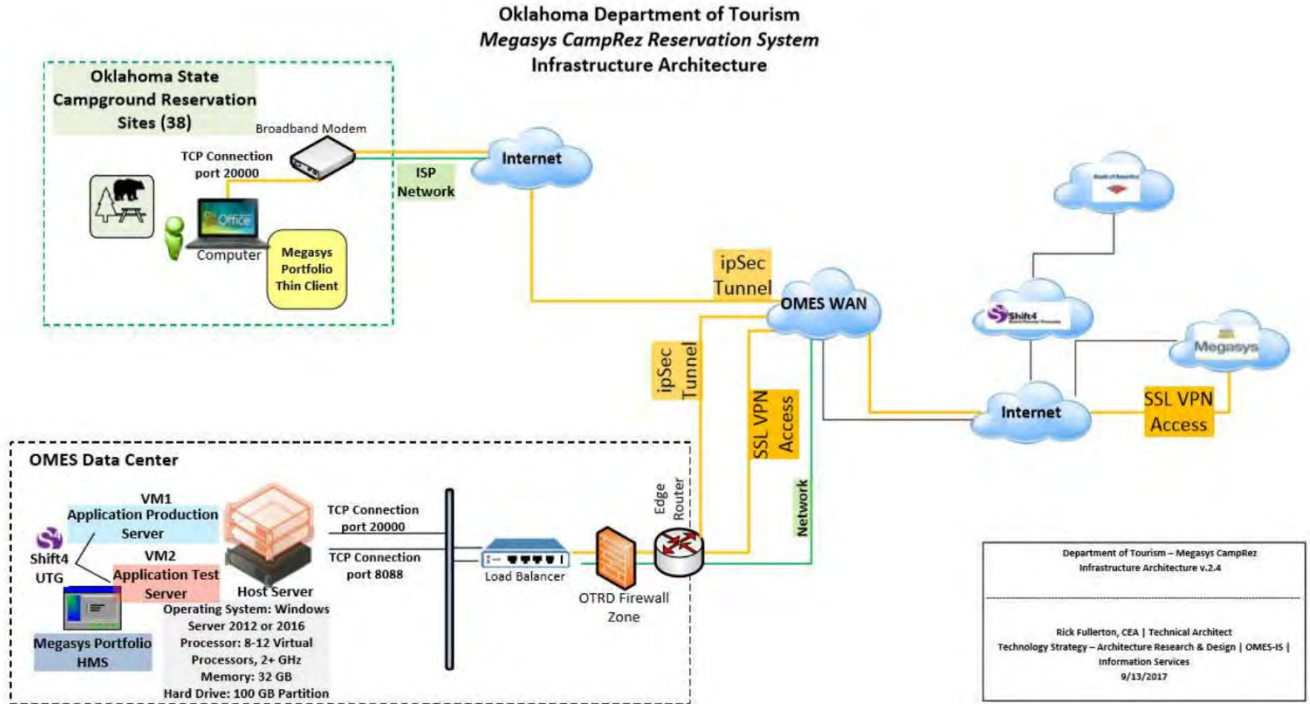 Oklahoma Department of Tourism
Megasys CampRez Reservation System
Infrastructure Architecture
Oklahoma State
Campground Reservation
Sites (38)
Broadband Modem
TCP Connection
port 20000
ISP
Network
Internet
Office
Computer
Megasys
Portfolio
Thin Client
ipSec
Tunnel
OMES WAN
ipSec
Tunnel
SSL VPN
Access
Network
Bank of America
Shift4
Megasys
Internet
SSL VPN
Access
OMES Data Center
VM1
Application Production
Server
Shift4
UTG
VM2
Application Test
Server
Megasys Portfolio
HMS
Host Server
Operating System: Windows
Server 2012 or 2016
Processor: 8-12 Virtual
Processors, 2+ GHz
Memory: 32 GB
Hard Drive: 100 GB Partition
TCP Connection
port 20000
TCP Connection
port 8088
Load Balancer
OTRD Firewall
Zone
Edge
Router
Department of Tourism – Megasys CampRez
Infrastructure Architecture v.2.4
Rick Fullerton, CEA | Technical Architect
Technology Strategy – Architecture Research & Design | OMES-IS |
Information Services
9/13/2017